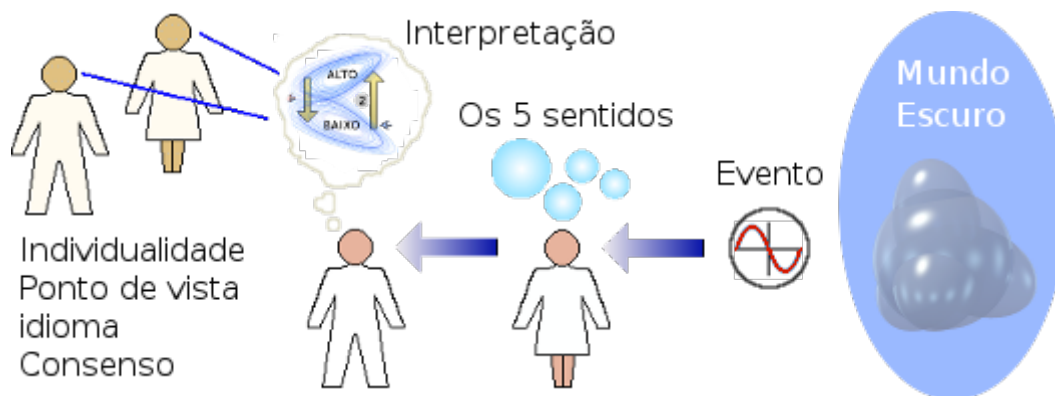 Interpretação
ALTO
2
BAIXO
Os 5 sentidos
Evento
Mundo
Escuro
Individualidade
Ponto de vista
idioma
Consenso